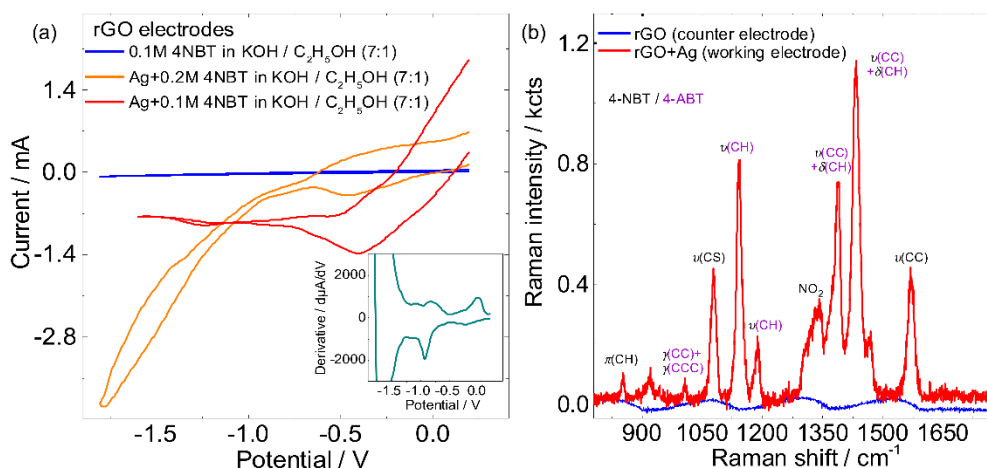 (a)
rGO electrodes
0.1M 4NBT in KOH / C₂H₅OH (7:1)
Ag+0.2M 4NBT in KOH / C₂H₅OH (7:1)
Ag+0.1M 4NBT in KOH / C₂H₅OH (7:1)
Current / mA
1.4
0.0
-1.4
-2.8
-1.5
-1.0
-0.5
0.0
Potential / V
Derivative / dµA/dV
2000
0
-2000
-1.5
-1.0
-0.5
0.0
Potential / V
(b)
rGO (counter electrode)
rGO+Ag (working electrode)
4-NBT / 4-ABT
Raman intensity / kcts
1.2
0.8
0.4
0.0
π(CH)
γ(CC)+
γ(CCC)
υ(CS)
υ(CH)
υ(CH)
NO₂
υ(CC)
+δ(CH)
υ(CC)
+δ(CH)
υ(CC)
900
1050
1200
1350
1500
1650
Raman shift / cm⁻¹